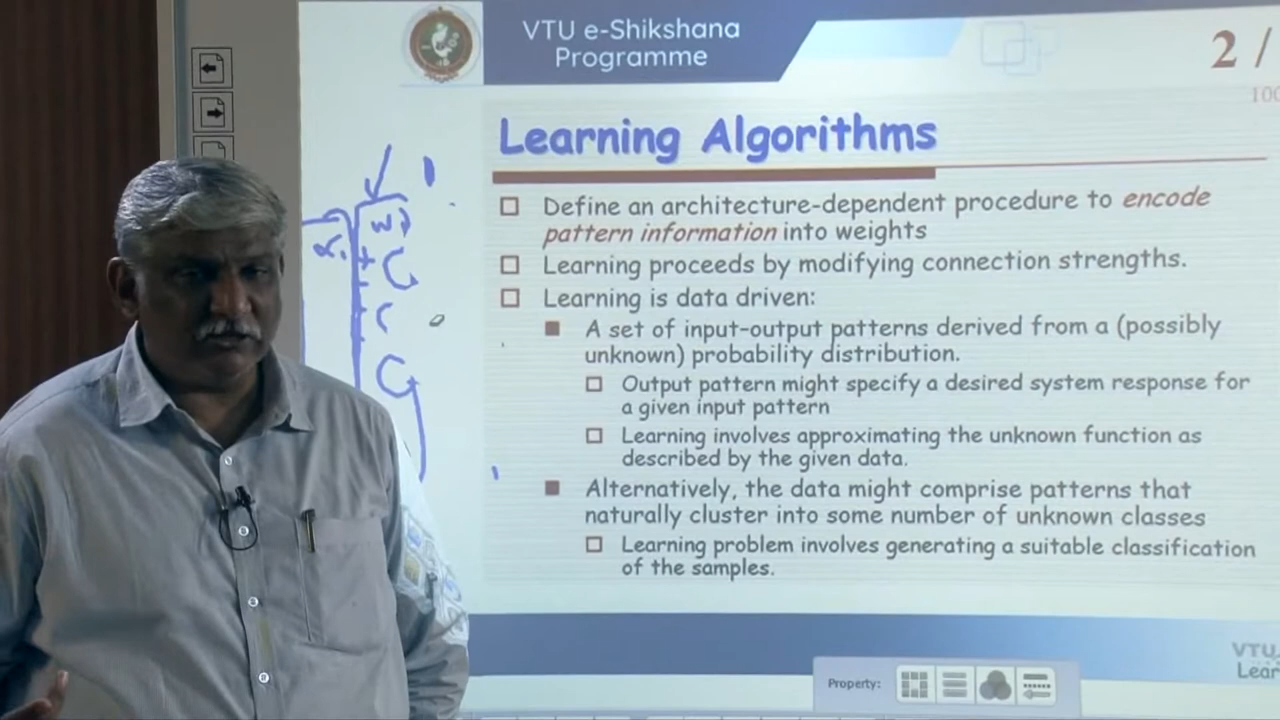 VTU e-Shikshana
Programme
2 /
100
Learning Algorithms
Define an architecture-dependent procedure to encode
pattern information into weights
Learning proceeds by modifying connection strengths.
Learning is data driven:
A set of input-output patterns derived from a (possibly
unknown) probability distribution.
Output pattern might specify a desired system response for
a given input pattern
Learning involves approximating the unknown function as
described by the given data.
Alternatively, the data might comprise patterns that
naturally cluster into some number of unknown classes
Learning problem involves generating a suitable classification
of the samples.
VTU
Lear
Property: